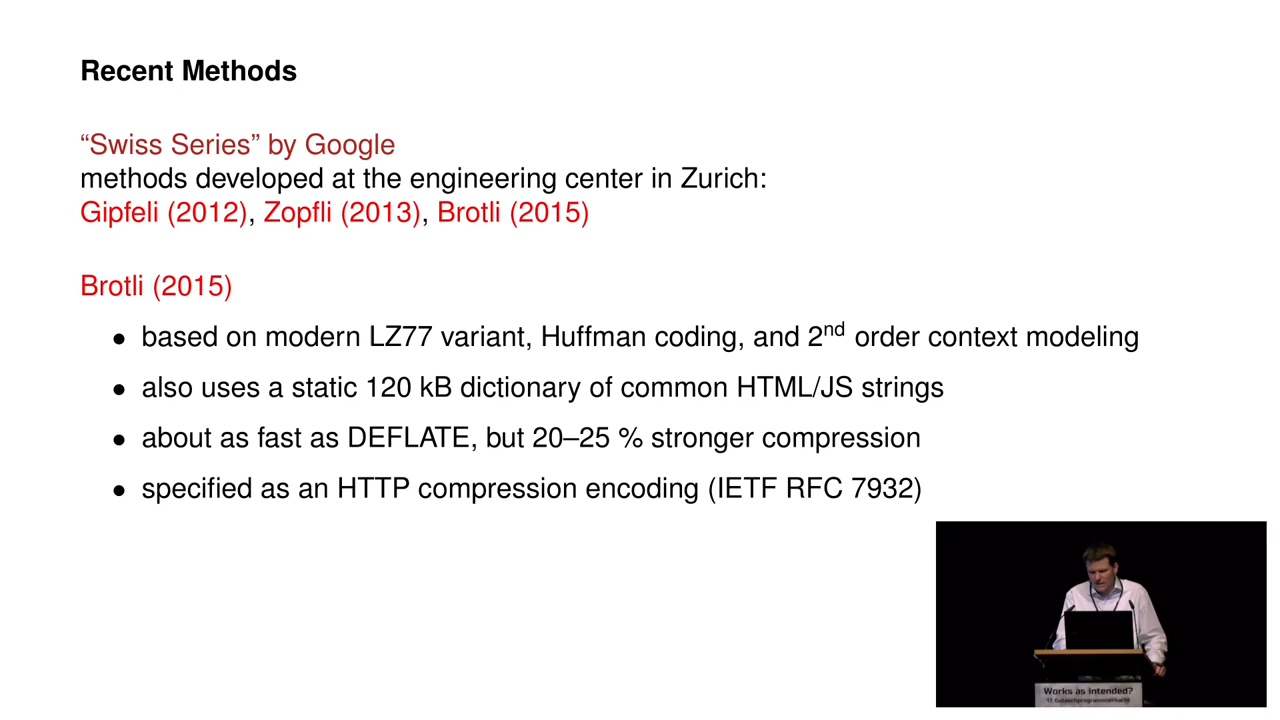 Recent Methods
“Swiss Series” by Google
methods developed at the engineering center in Zurich:
Gipfeli (2012), Zopfli (2013), Brotli (2015)
Brotli (2015)
• based on modern LZ77 variant, Huffman coding, and 2nd order context modeling
• also uses a static 120 kB dictionary of common HTML/JS strings
• about as fast as DEFLATE, but 20–25 % stronger compression
• specified as an HTTP compression encoding (IETF RFC 7932)
Works as intended?
17. Gulaschprogrammiernacht